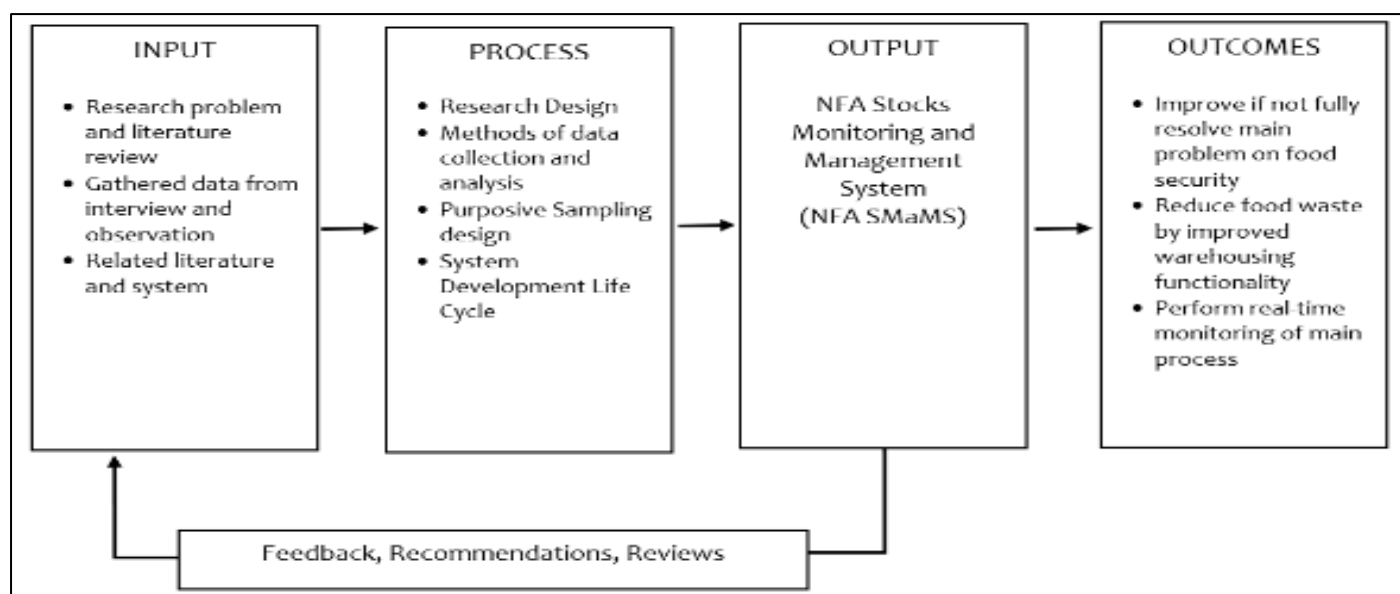 INPUT
• Research problem
and literature
review
• Gathered data from
interview and
observation
• Related literature
and system
PROCESS
• Research Design
• Methods of data
collection and
analysis
• Purposive Sampling
design
• System
Development Life
Cycle
OUTPUT
NFA Stocks
Monitoring and
Management
System
(NFA SMaMS)
OUTCOMES
• Improve if not fully
resolve main
problem on food
security
• Reduce food waste
by improved
warehousing
functionality
• Perform real-time
monitoring of main
process
Feedback, Recommendations, Reviews